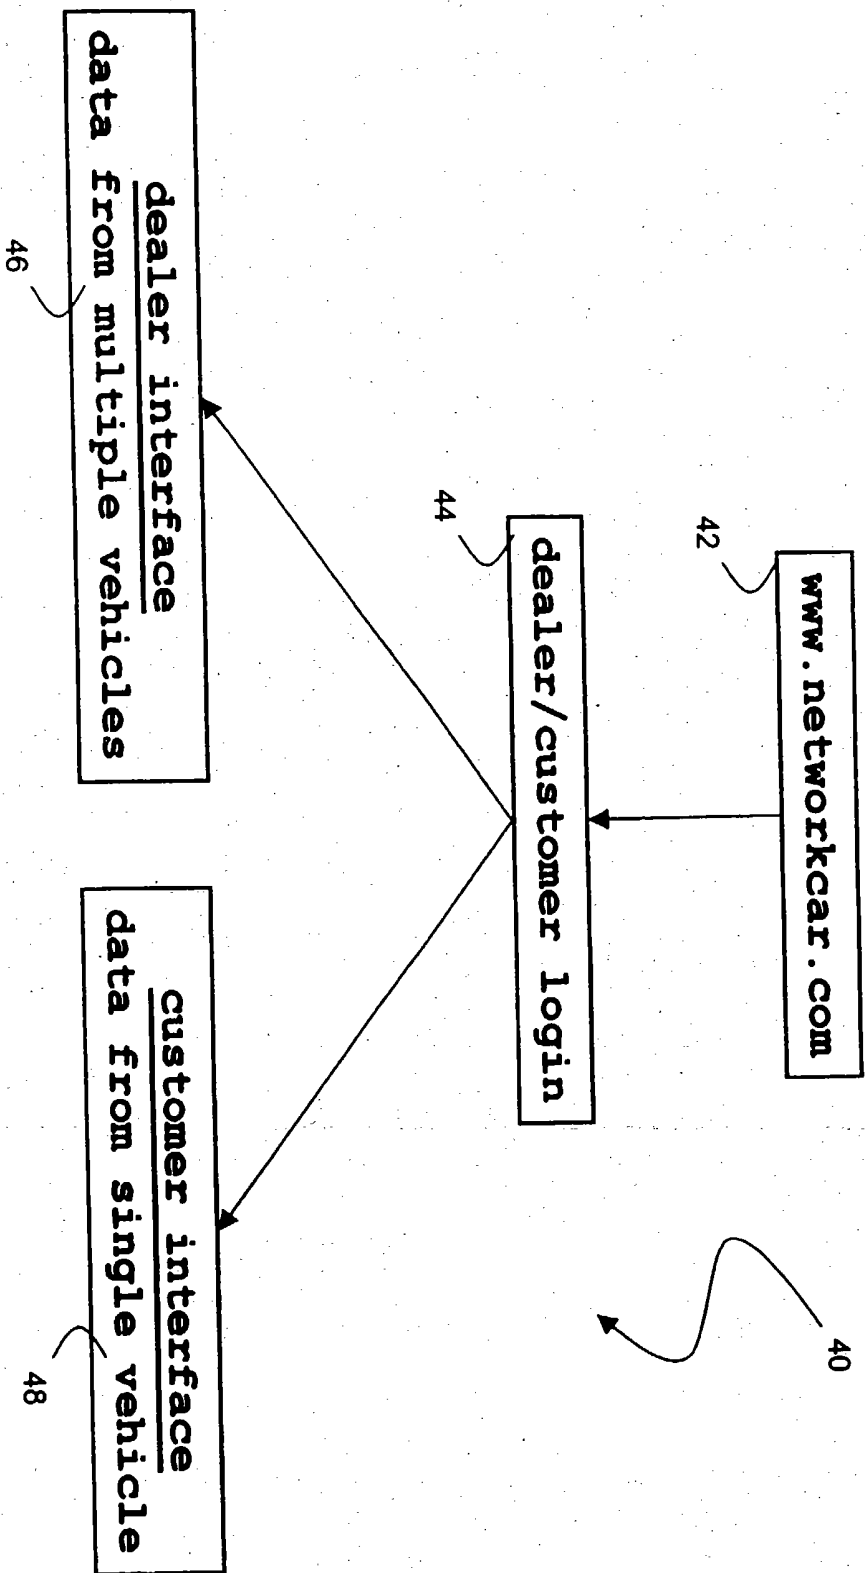 www.networkcar.com
42
40
dealer/customer login
44
dealer interface
data from multiple vehicles
46
customer interface
data from single vehicle
48